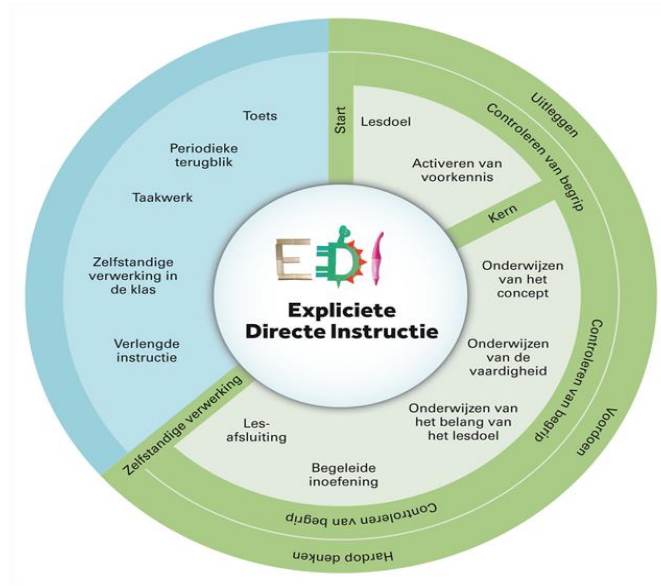 Uitleggen
Controleren van begrip
Start
Lesdoel
Activeren van
voorkennis
Kern
Onderwijzen
van het
concept
Onderwijzen
van de
vaardigheid
Onderwijzen van
het belang van
het lesdoel
Controleren van begrip
Voordoen
Begeleide
inoefening
Les-
afsluiting
Controleren van begrip
Hardop denken
Zelfstandige verwerking
Verlengde
instructie
Zelfstandige
verwerking in
de klas
Taakwerk
Periodieke
terugblik
Toets
EDI
Expliciete
Directe Instructie